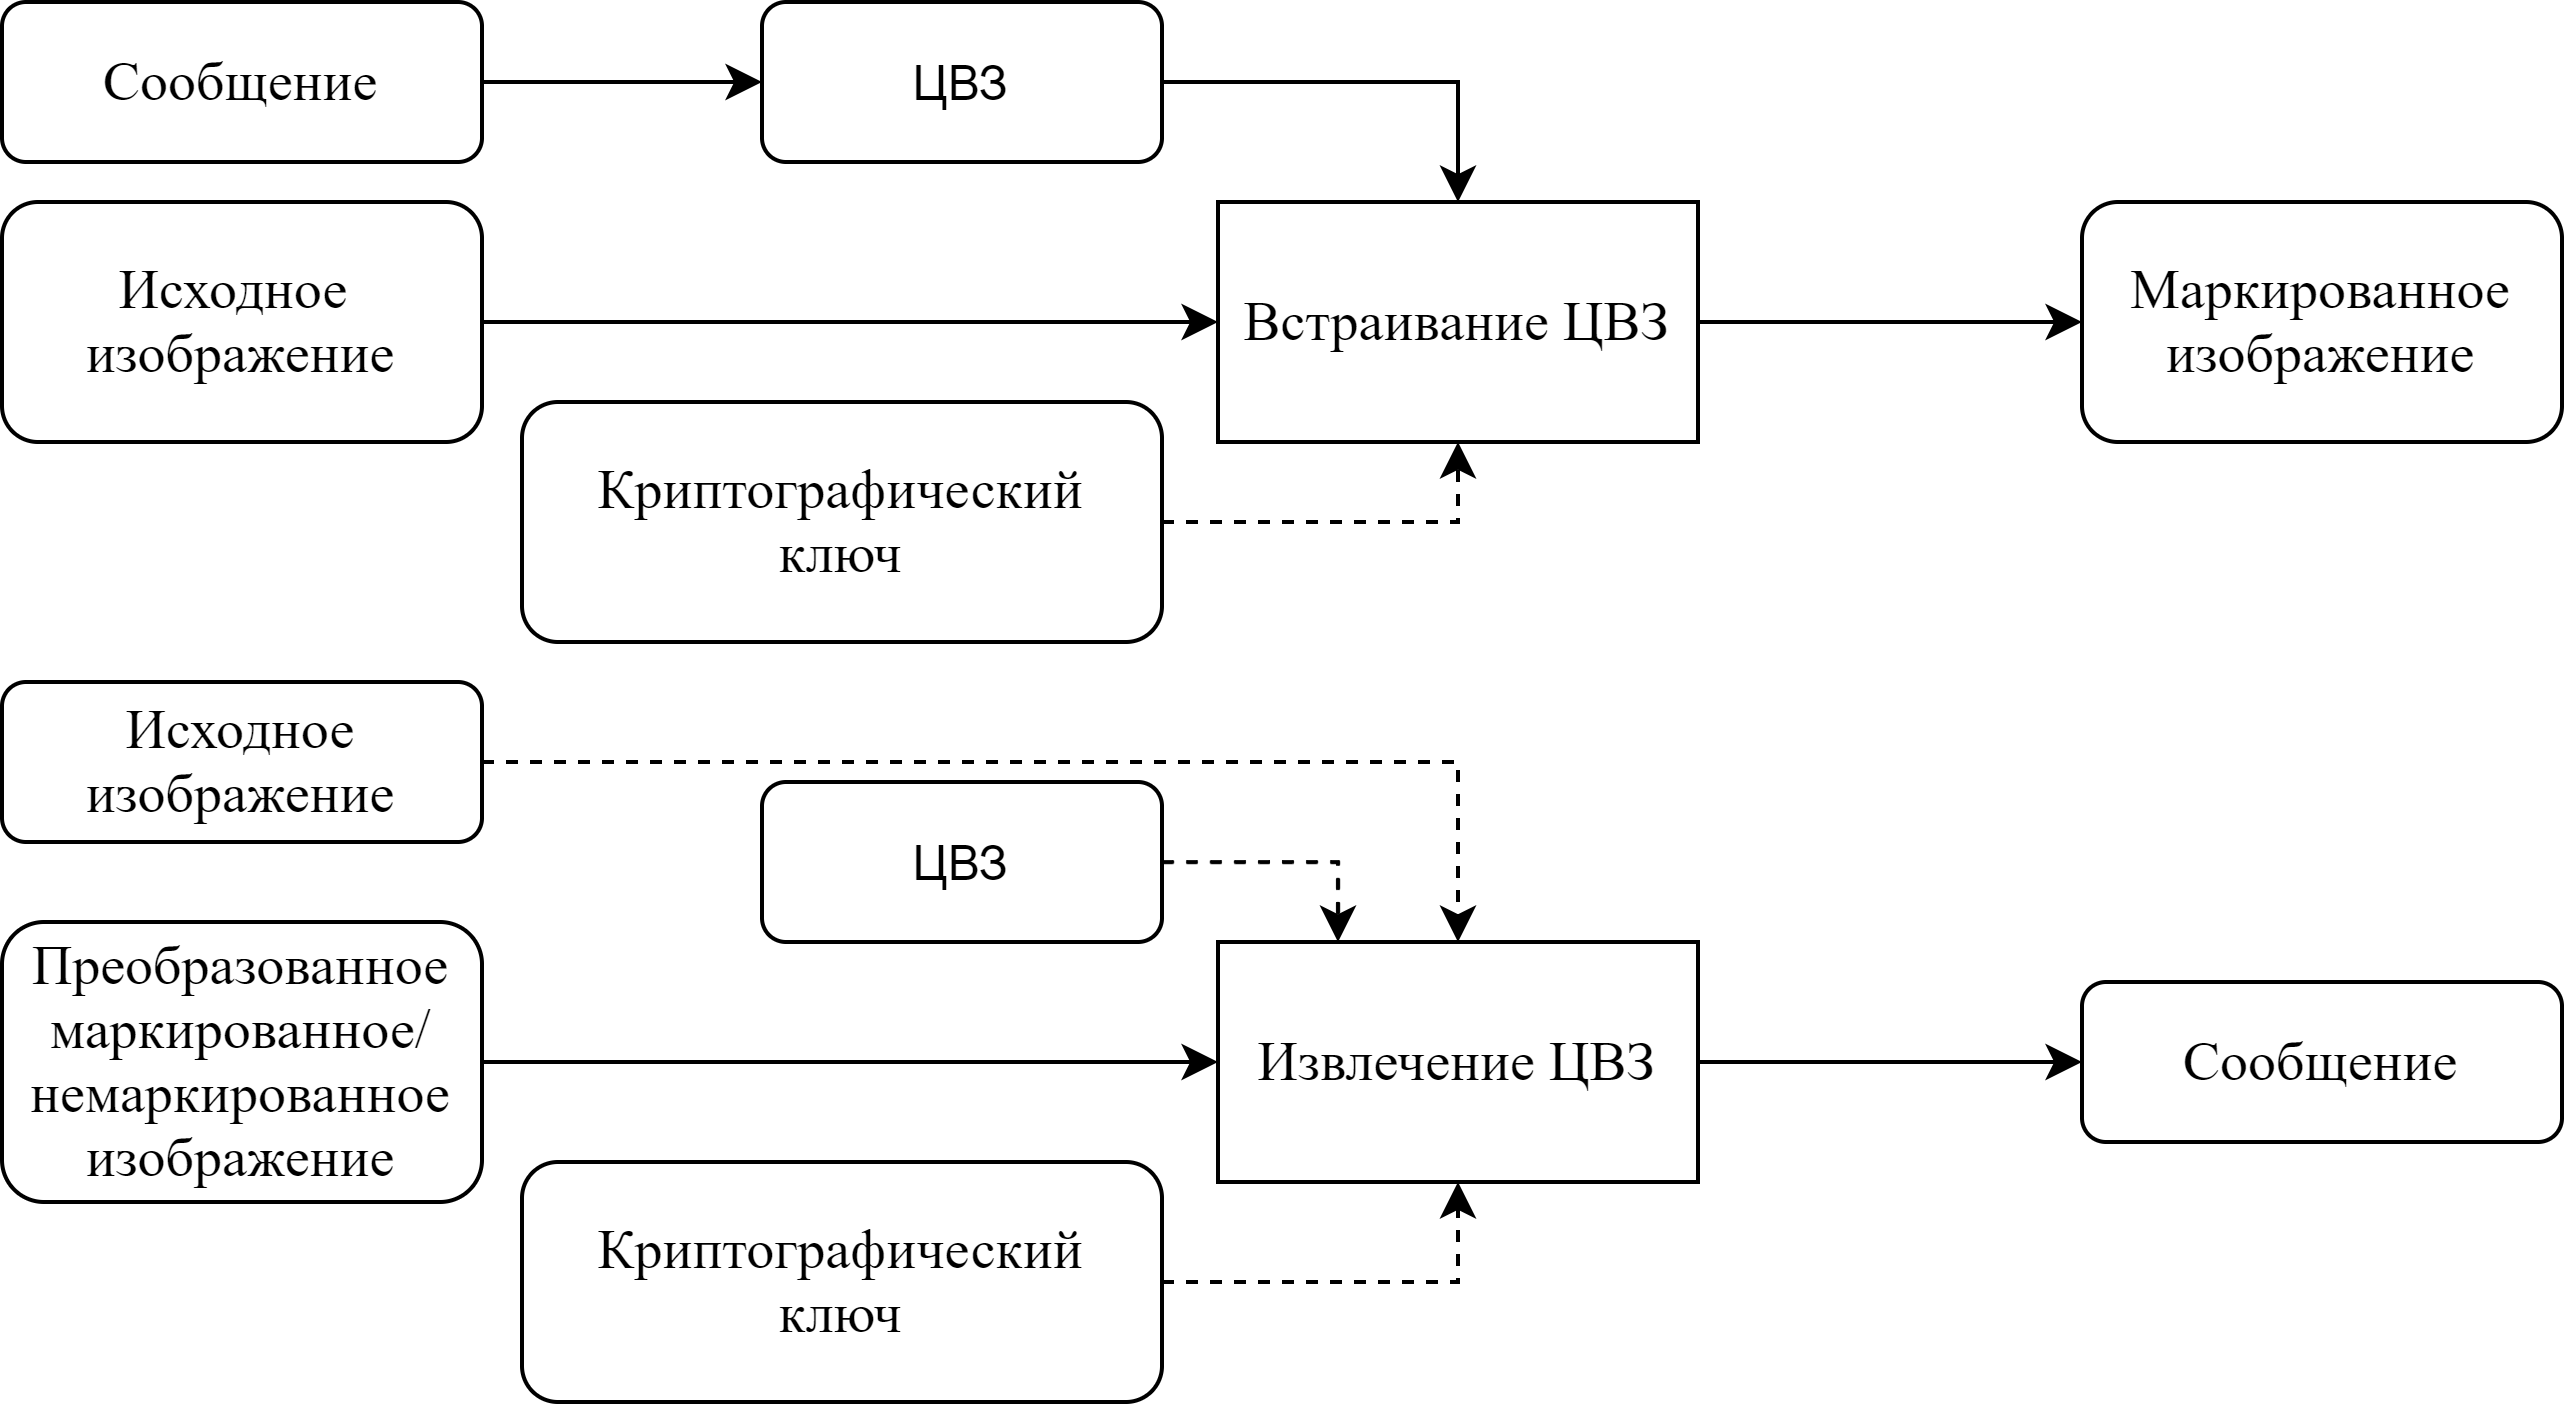 Сообщение
ЦВЗ
Исходное
изображение
Встраивание ЦВЗ
Маркированное
изображение
Криптографический
ключ
Исходное
изображение
ЦВЗ
Преобразованное
маркированное/
немаркированное
изображение
Извлечение ЦВЗ
Сообщение
Криптографический
ключ